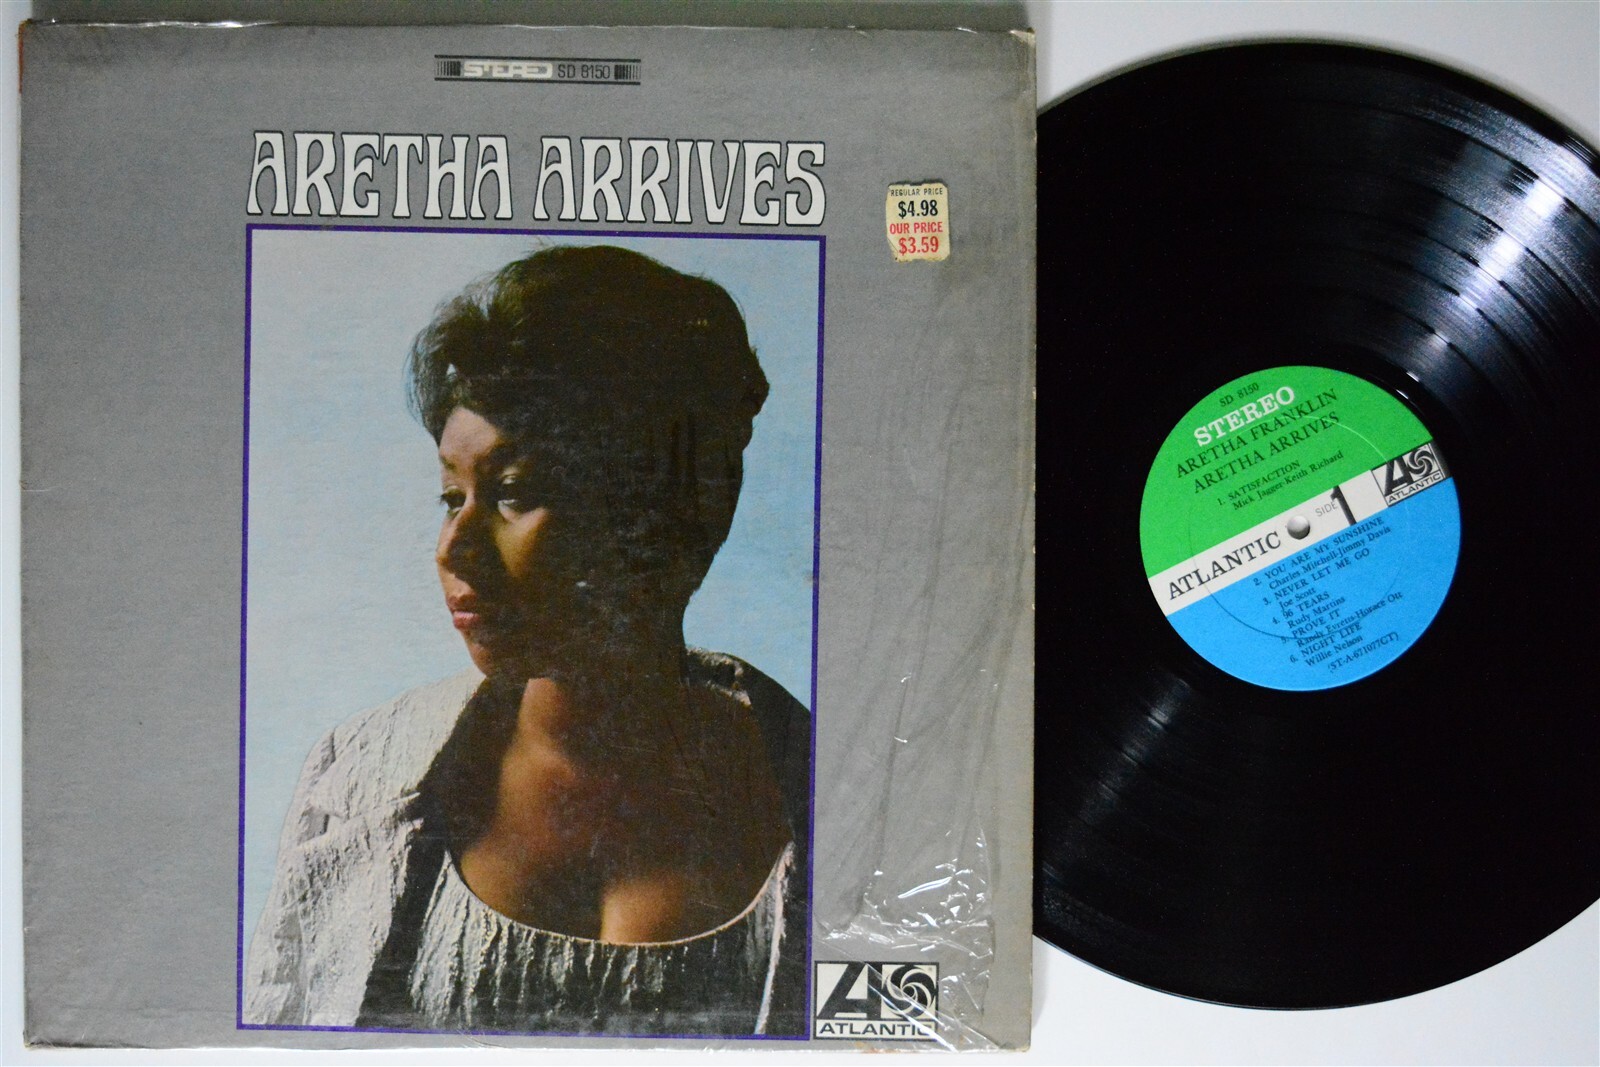 STEREO SD 8150
ARETHA ARRIVES
REGULAR PRICE
$4.98
OUR PRICE
$3.59
ATLANTIC
SD 8150
STEREO
ARETHA FRANKLIN
ARETHA ARRIVES
1. SATISFACTION
Mick Jagger-Keith Richard
ATLANTIC
SIDE 1
ATLANTIC
2. YOU ARE MY SUNSHINE
Charles Mitchell-Jimmy Davis
3. NEVER LET ME GO
Joe Scott
4. 96 TEARS
Rudy Martinx
5. PROVE IT
Randy Evretts-Horace Ott
6. NIGHT LIFE
Willie Nelson
(ST-A-671077GT)